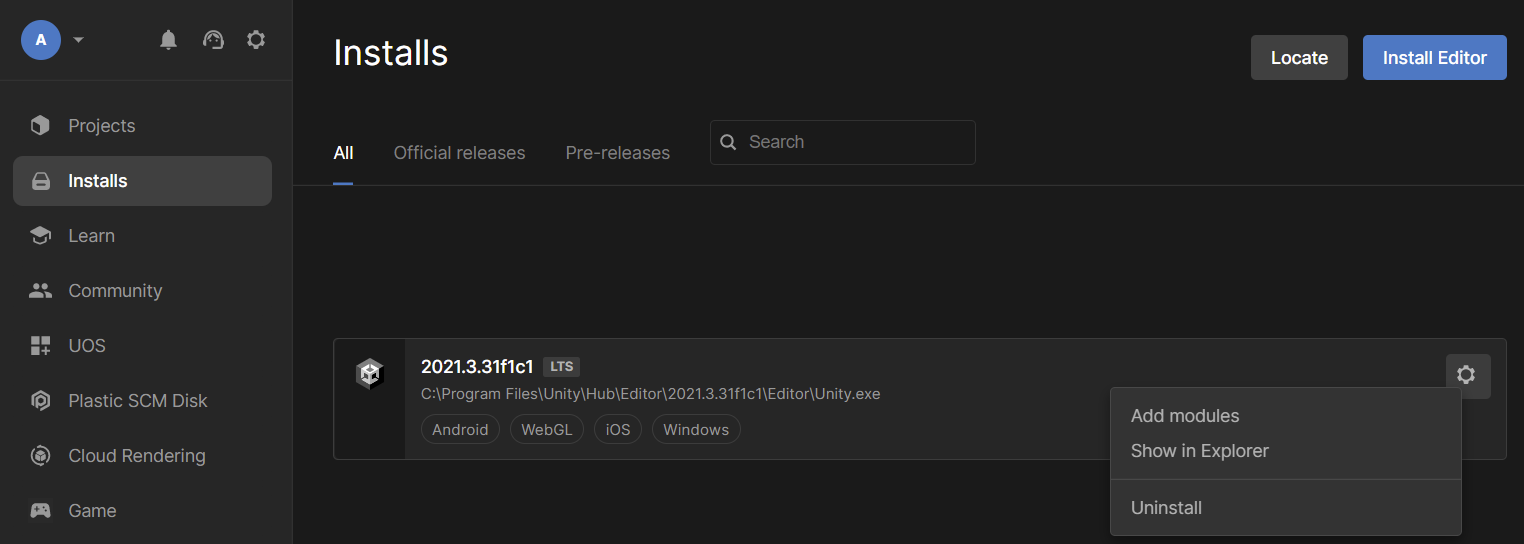 A
Installs
Locate
Install Editor
Projects
Installs
Learn
Community
UOS
Plastic SCM Disk
Cloud Rendering
Game
All
Official releases
Pre-releases
Search
2021.3.31f1c1 LTS
C:\Program Files\Unity\Hub\Editor\2021.3.31f1c1\Editor\Unity.exe
Android
WebGL
iOS
Windows
Add modules
Show in Explorer
Uninstall